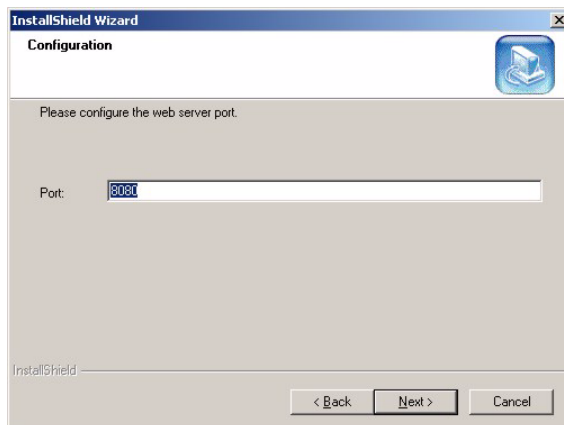 InstallShield Wizard
Configuration
Please configure the web server port.
Port: 8080
InstallShield
< Back Next > Cancel